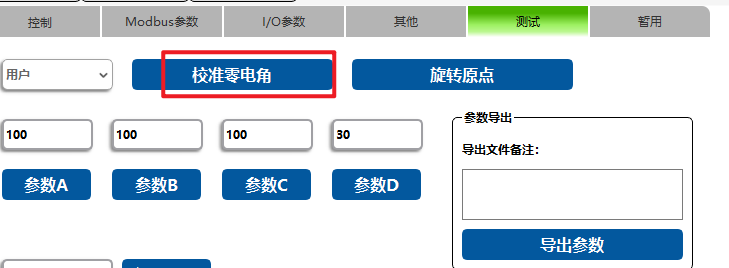 控制 Modbus参数 I/O参数 其他 测试 暂用
用户 校准零电角 旋转原点
参数导出
100 100 100 30
导出文件备注：
参数A 参数B 参数C 参数D
导出参数